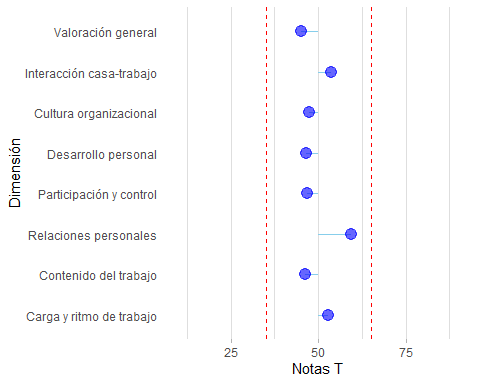 Valoración general
Interacción casa-trabajo
Cultura organizacional
Desarrollo personal
Participación y control
Relaciones personales
Contenido del trabajo
Carga y ritmo de trabajo
Dimensión
25 50 75
Notas T